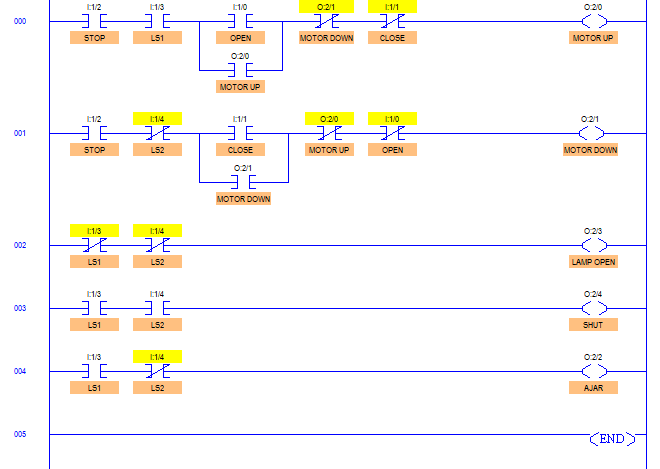 I:1/2 I:1/3 I:1/0 O:2/1 I:1/1 O:2/0
000
STOP LS1 OPEN MOTOR DOWN CLOSE MOTOR UP
O:2/0
MOTOR UP
I:1/2 I:1/4 I:1/1 O:2/0 I:1/0 O:2/1
001
STOP LS2 CLOSE MOTOR UP OPEN MOTOR DOWN
O:2/1
MOTOR DOWN
I:1/3 I:1/4 O:2/3
002
LS1 LS2 LAMP OPEN
I:1/3 I:1/4 O:2/4
003
LS1 LS2 SHUT
I:1/3 I:1/4 O:2/2
004
LS1 LS2 AJAR
005 END